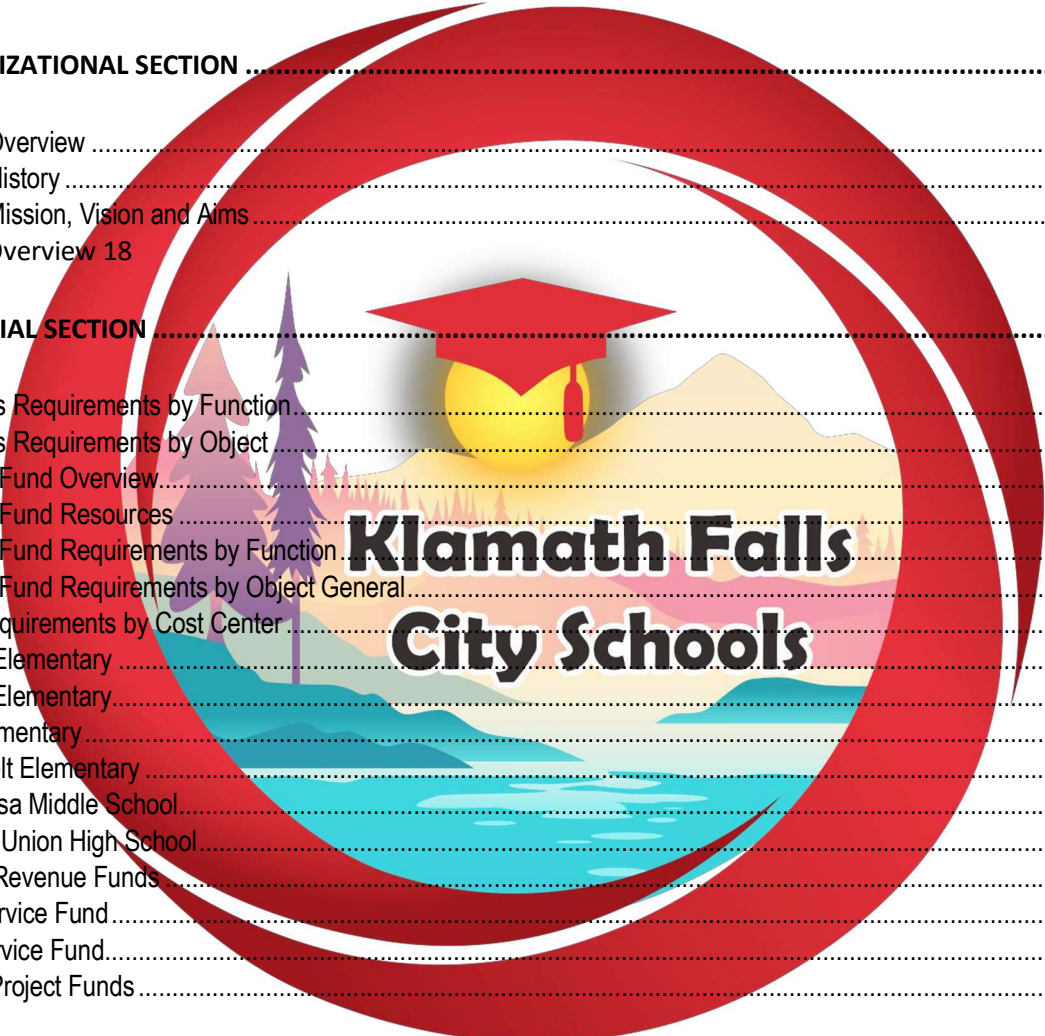 IZATIONAL SECTION
Overview
History
Mission, Vision and Aims
Overview 18
IAL SECTION
s Requirements by Function
s Requirements by Object
Fund Overview
Fund Resources
Fund Requirements by Function
Fund Requirements by Object General
quirements by Cost Center
Elementary
Elementary
mentary
lt Elementary
sa Middle School
Union High School
Revenue Funds
rvice Fund
rvice Fund
Project Funds
Klamath Falls
City Schools